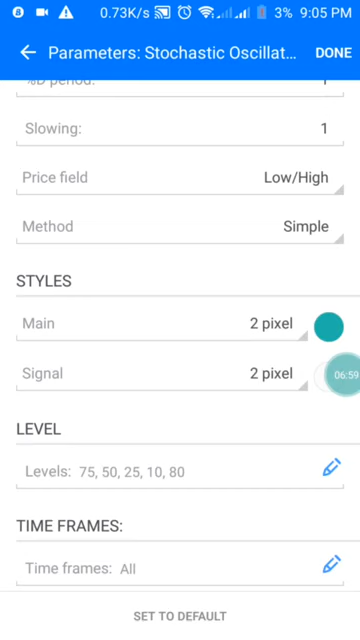 0.73K/s 3% 9:05 PM
Parameters: Stochastic Oscillat... DONE
%D period: 1
Slowing: 1
Price field Low/High
Method Simple
STYLES
Main 2 pixel
Signal 2 pixel
06:59
LEVEL
Levels: 75, 50, 25, 10, 80
TIME FRAMES:
Time frames: All
SET TO DEFAULT